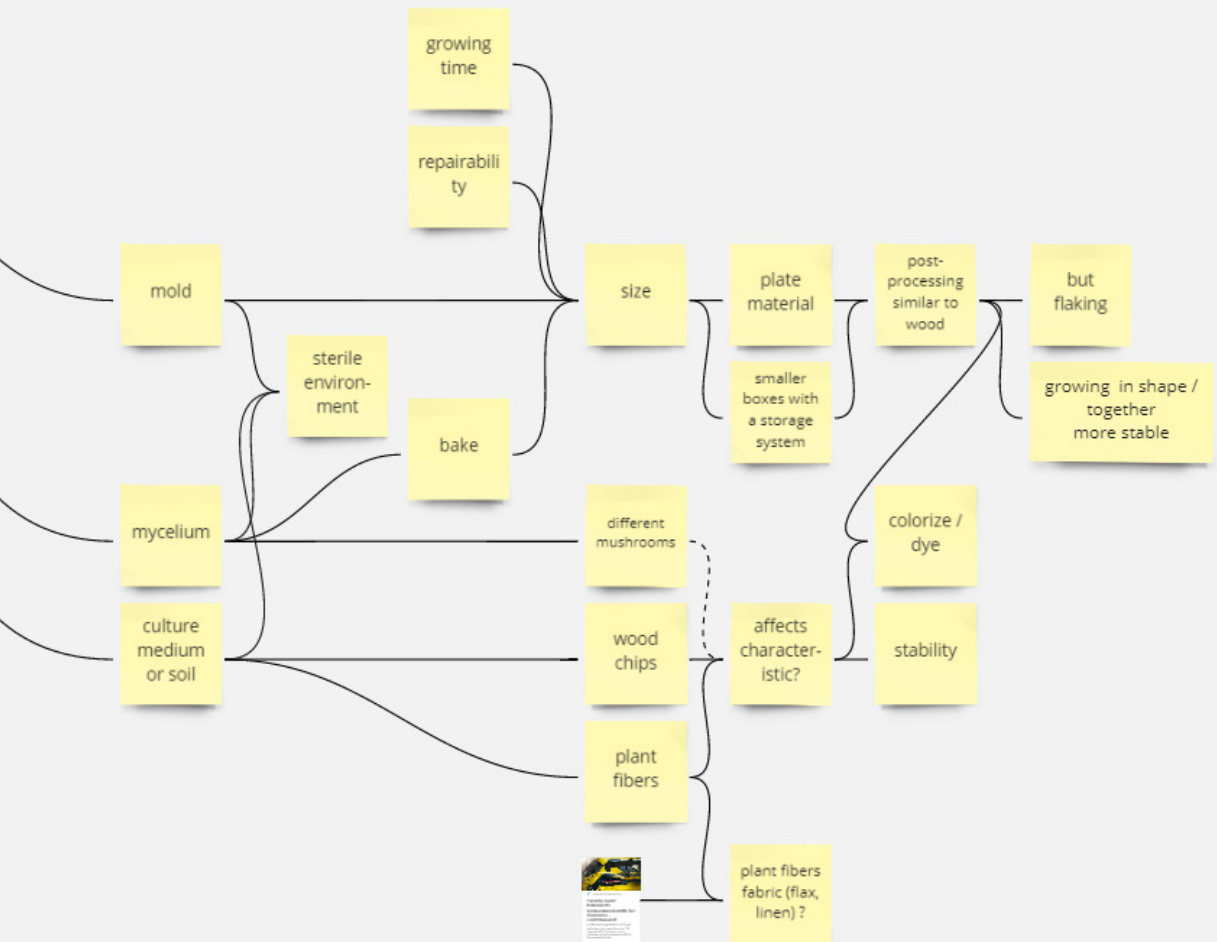 growing
time
repairabili
ty
mold
size
plate
material
post-
processing
similar to
wood
but
flaking
sterile
environ-
ment
smaller
boxes with
a storage
system
growing in shape /
together
more stable
bake
mycelium
different
mushrooms
colorize /
dye
culture
medium
or soil
wood
chips
affects
character-
istic?
stability
plant
fibers
plant fibers
fabric (flax,
linen) ?